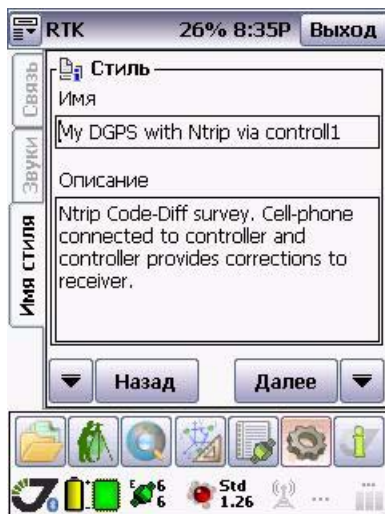 RTK 26% 8:35P Выход
Связь
Звуки
Имя стиля
Стиль
Имя
My DGPS with Ntrip via controll1
Описание
Ntrip Code-Diff survey. Cell-phone
connected to controller and
controller provides corrections to
receiver.
Назад Далее
6
6
Std
1.26
...